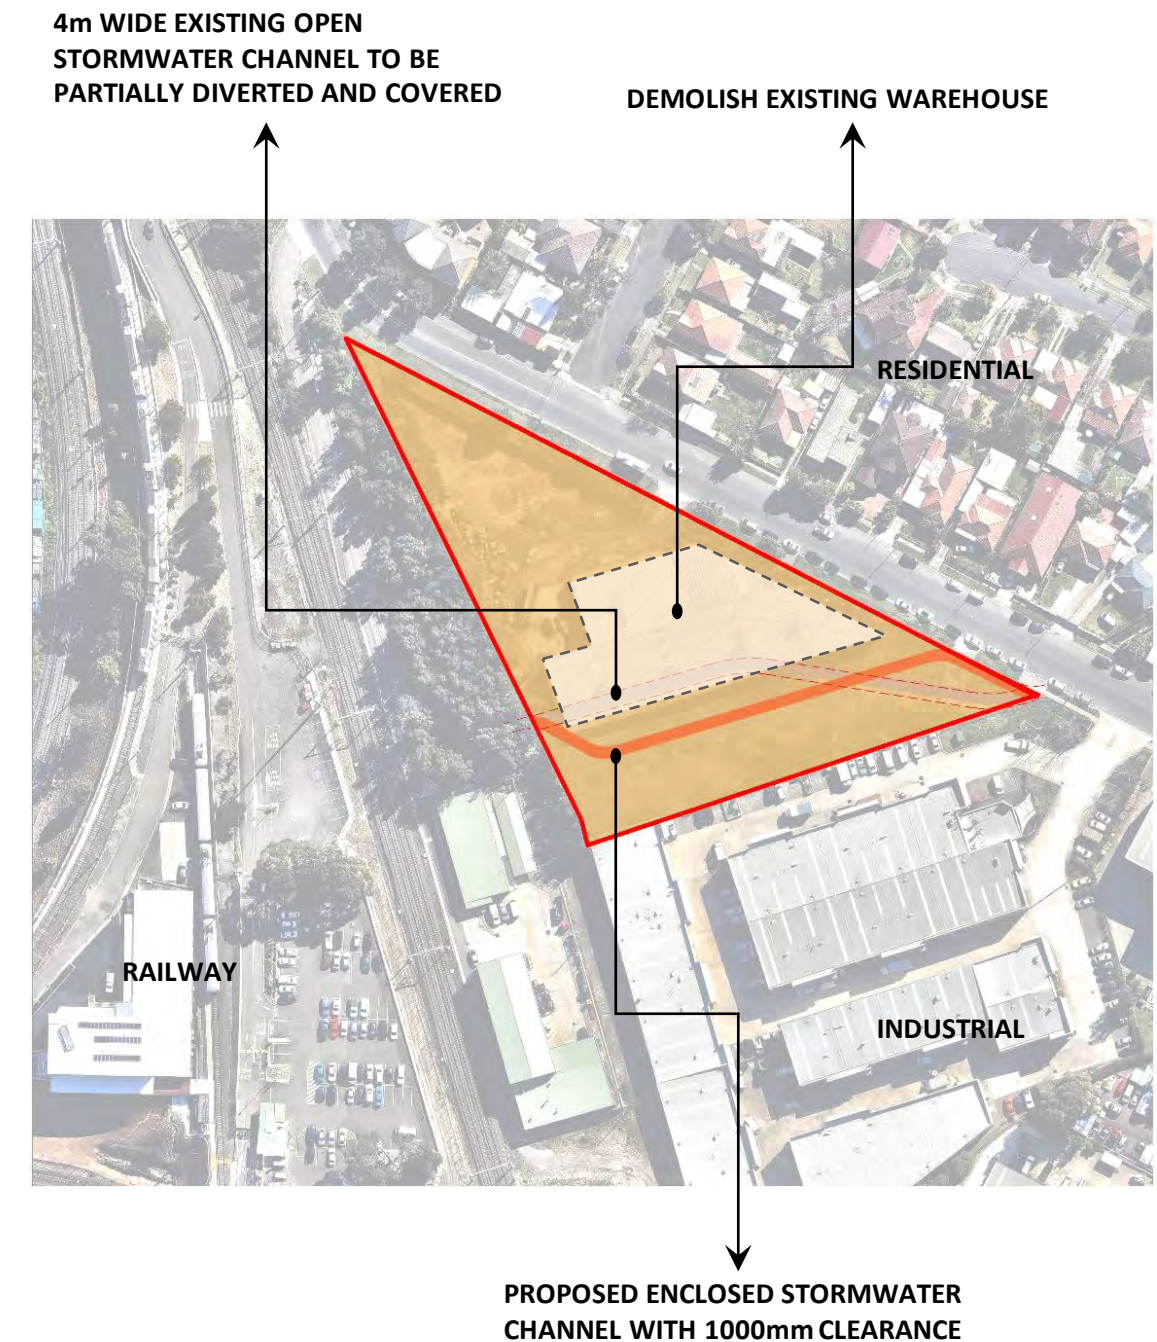 4m WIDE EXISTING OPEN
STORMWATER CHANNEL TO BE
PARTIALLY DIVERTED AND COVERED
DEMOLISH EXISTING WAREHOUSE
RESIDENTIAL
RAILWAY
INDUSTRIAL
PROPOSED ENCLOSED STORMWATER
CHANNEL WITH 1000mm CLEARANCE